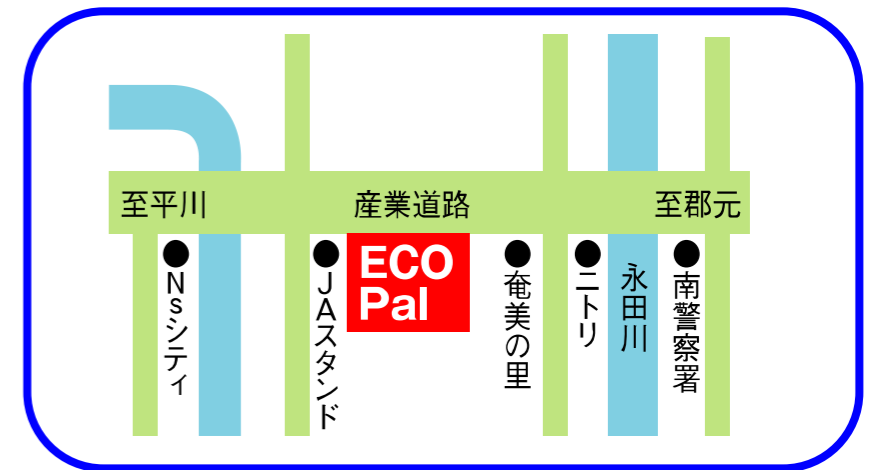 至平川
産業道路
至郡元
Nsシティ
JAスタンド
ECO
Pal
奄美の里
ニトリ
永田川
南警察署